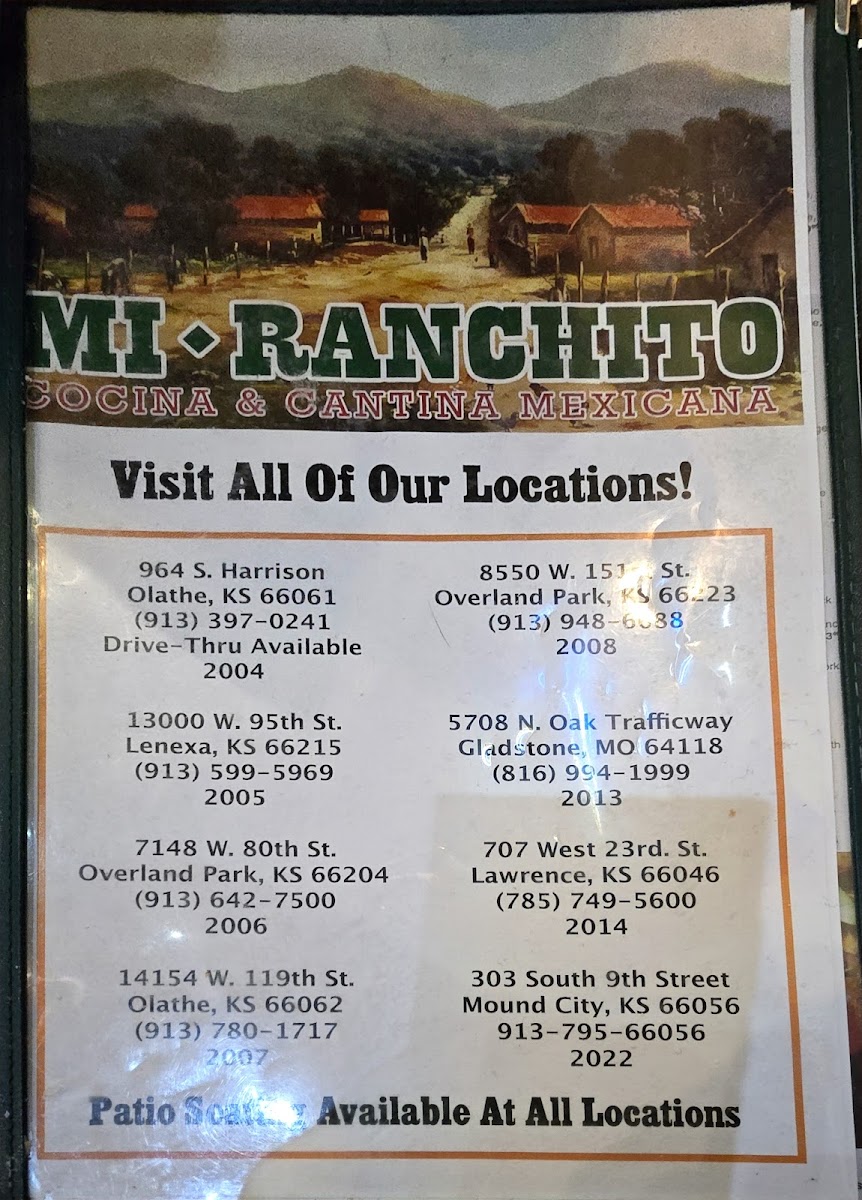 MI ◆ RANCHITO
COCINA & CANTINA MEXICANA
Visit All Of Our Locations!
964 S. Harrison
Olathe, KS 66061
(913) 397-0241
Drive-Thru Available
2004
13000 W. 95th St.
Lenexa, KS 66215
(913) 599-5969
2005
7148 W. 80th St.
Overland Park, KS 66204
(913) 642-7500
2006
14154 W. 119th St.
Olathe, KS 66062
(913) 780-1717
2007
8550 W. St.
Overland Park, KS 66223
(913)
2008
5708 N. Oak Trafficway
Gladstone, MO 64118
(816) 994-1999
2013
707 West 23rd. St.
Lawrence, KS 66046
(785) 749-5600
2014
303 South 9th Street
Mound City, KS 66056
913-795-66056
2022
Patio Seating Available At All Locations